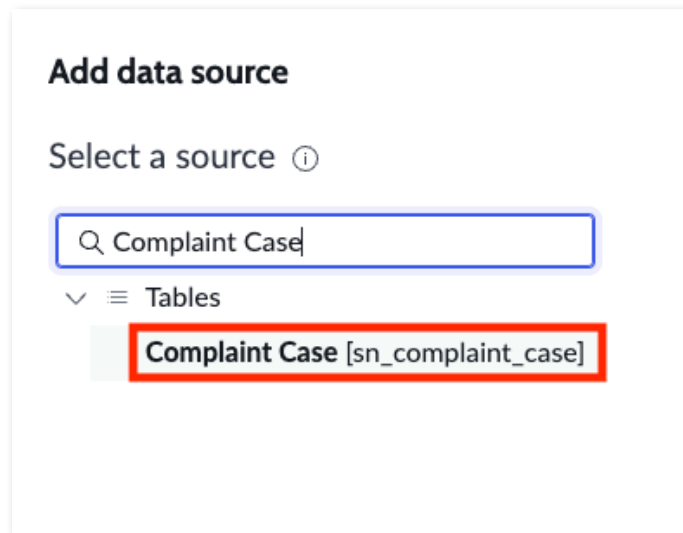 Add data source
Select a source
Complaint Case
Tables
Complaint Case [sn_complaint_case]